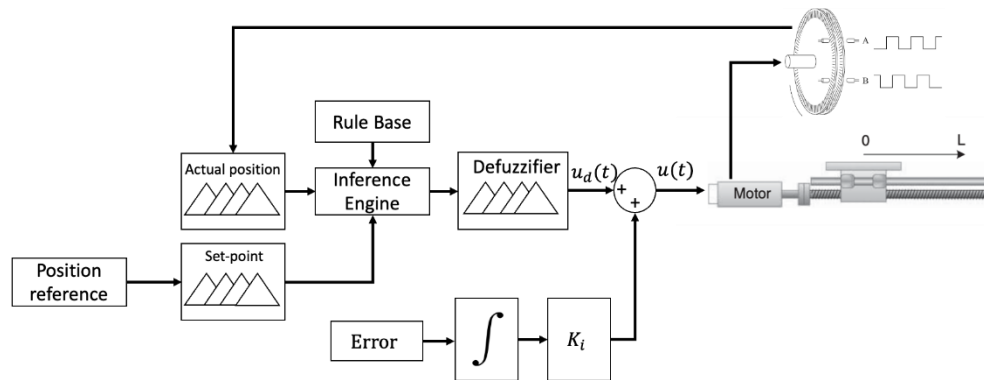 A
B
0 L
Rule Base
Actual position
Inference
Engine
Defuzzifier
u_d(t)
u(t)
+
+
Motor
Set-point
Position
reference
Error
∫
K_i